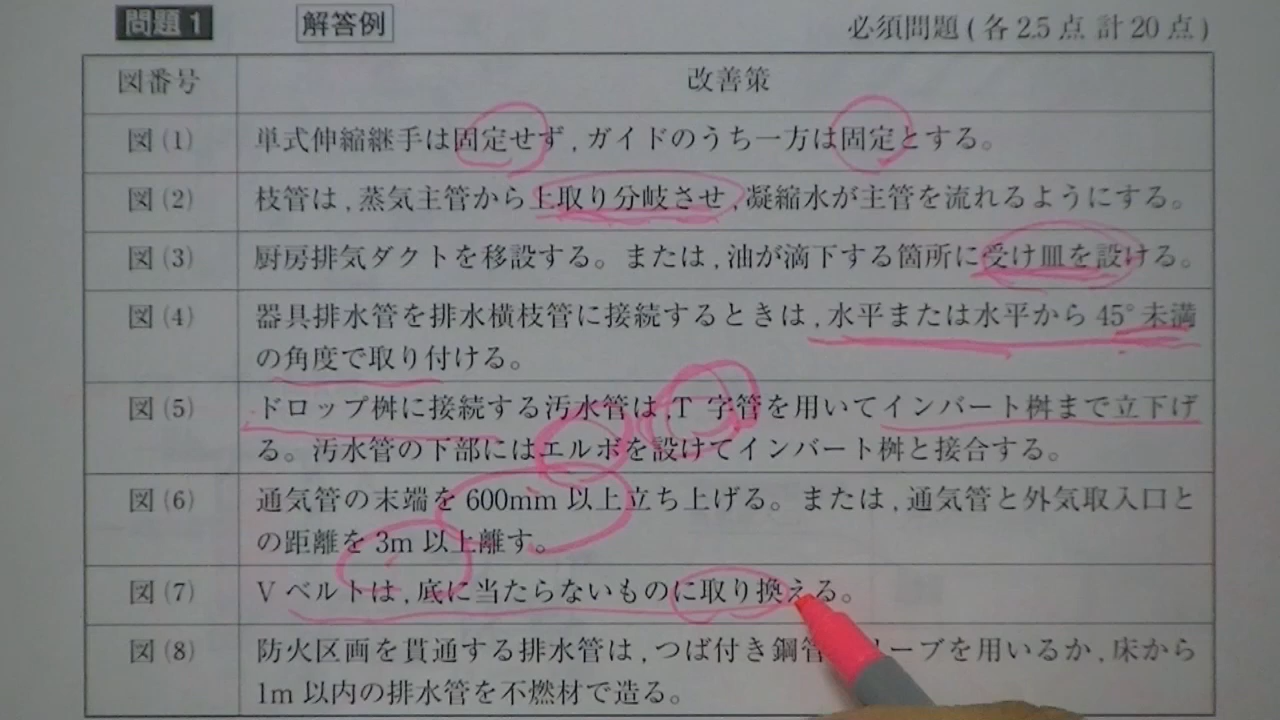 問題1 解答例 必須問題(各2.5点 計20点)
図番号 改善策
図(1) 単式伸縮継手は固定せず,ガイドのうち一方は固定とする。
図(2) 枝管は,蒸気主管から上取り分岐させ,凝縮水が主管を流れるようにする。
図(3) 厨房排気ダクトを移設する。または,油が滴下する箇所に受け皿を設ける。
図(4) 器具排水管を排水横枝管に接続するときは,水平または水平から45°未満
の角度で取り付ける。
図(5) ドロップ桝に接続する汚水管は,T字管を用いてインバート桝まで立下げ
る。汚水管の下部にはエルボを設けてインバート桝と接合する。
図(6) 通気管の末端を600mm以上立ち上げる。または,通気管と外気取入口と
の距離を3m以上離す。
図(7) Vベルトは,底に当たらないものに取り換える。
図(8) 防火区画を貫通する排水管は,つば付き鋼管 ーブを用いるか,床から
1m以内の排水管を不燃材で造る。